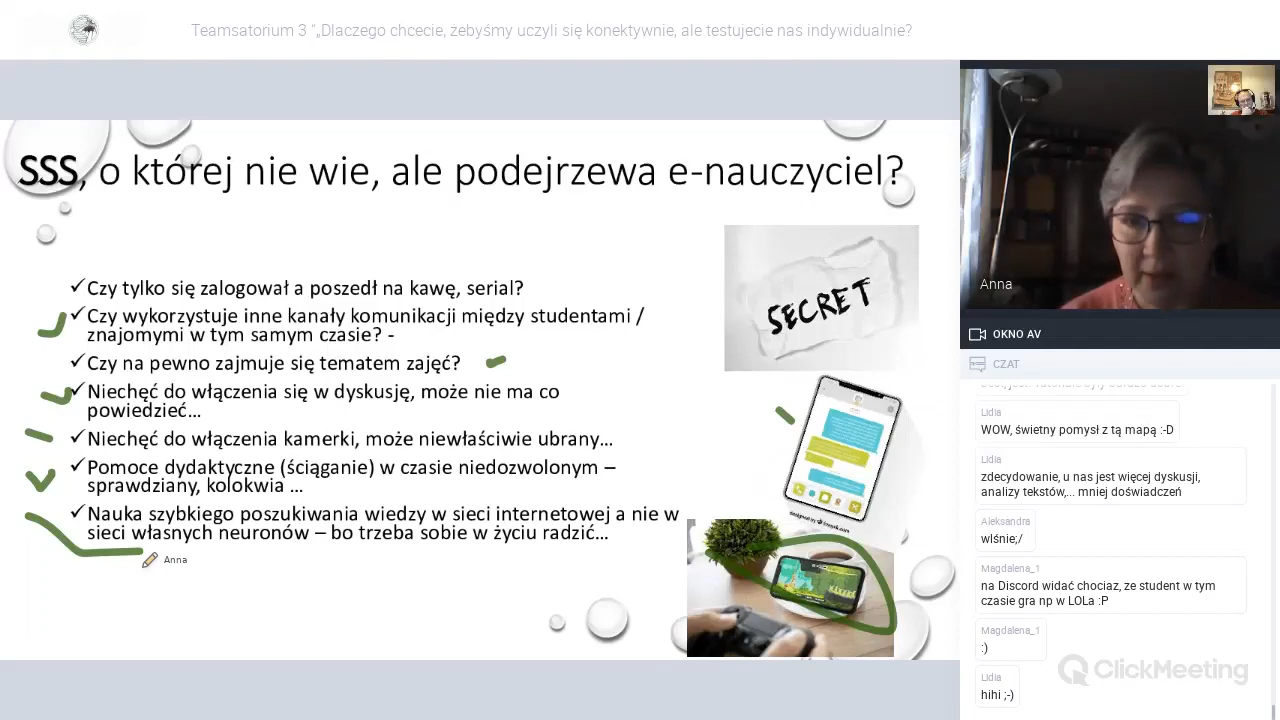 Teamsatorium 3 “„Dlaczego chcecie, żebyśmy uczyli się konektywnie, ale testujecie nas indywidualnie?
SSS, o której nie wie, ale podejrzewa e-nauczyciel?
Czy tylko się zalogował a poszedł na kawę, serial?
Czy wykorzystuje inne kanały komunikacji między studentami /
znajomymi w tym samym czasie? -
Czy na pewno zajmuje się tematem zajęć?
Niechęć do włączenia się w dyskusję, może nie ma co
powiedzieć…
Niechęć do włączenia kamerki, może niewłaściwie ubrany…
Pomoce dydaktyczne (ściąganie) w czasie niedozwolonym –
sprawdziany, kolokwia …
Nauka szybkiego poszukiwania wiedzy w sieci internetowej a nie w
sieci własnych neuronów – bo trzeba sobie w życiu radzić…
Anna
SECRET
Anna
OKNO AV
CZAT
Lidia
WOW, świetny pomysł z tą mapą :-D
Lidia
zdecydowanie, u nas jest więcej dyskusji,
analizy tekstów,... mniej doświadczeń
Aleksandra
wlśnie;/
Magdalena_1
na Discord widać chociaz, ze student w tym
czasie gra np w LOLa :P
Magdalena_1
:)
Lidia
hihi ;-)
ClickMeeting